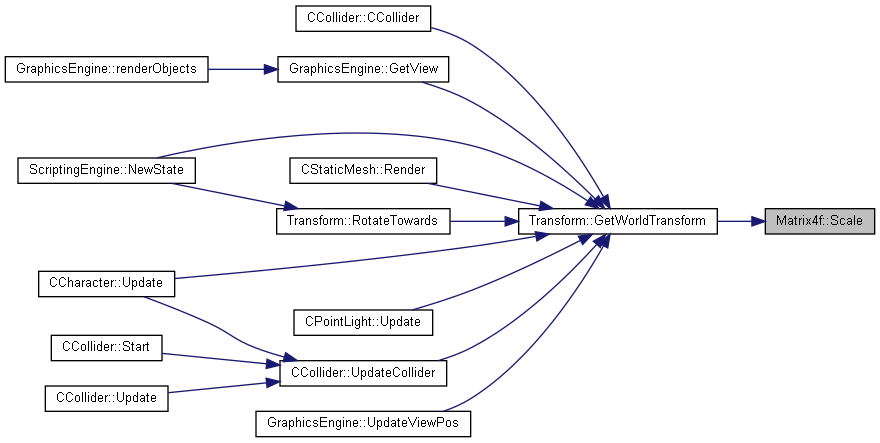 CCollider::CCollider
GraphicsEngine::renderObjects
GraphicsEngine::GetView
ScriptingEngine::NewState
CStaticMesh::Render
Transform::RotateTowards
Transform::GetWorldTransform
Matrix4f::Scale
CCharacter::Update
CPointLight::Update
CCollider::Start
CCollider::UpdateCollider
CCollider::Update
GraphicsEngine::UpdateViewPos